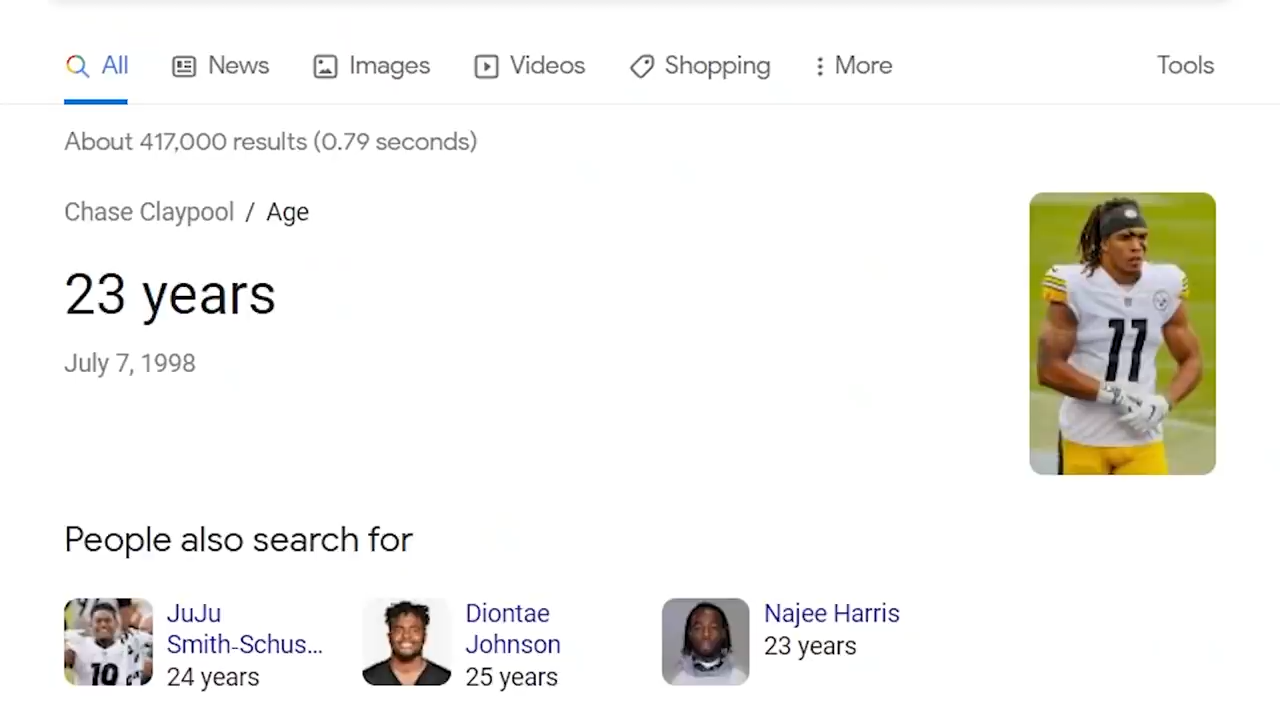 All News Images Videos Shopping More Tools
About 417,000 results (0.79 seconds)
Chase Claypool / Age
23 years
July 7, 1998
11
People also search for
JuJu
Smith-Schus...
24 years
Diontae
Johnson
25 years
Najee Harris
23 years
19